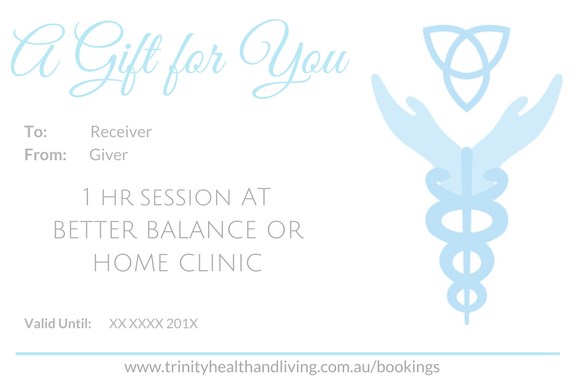 A Gift for You
To: Receiver
From: Giver
1 HR SESSION AT
BETTER BALANCE OR
HOME CLINIC
Valid Until: XX XXXX 201X
www.trinityhealthandliving.com.au/bookings